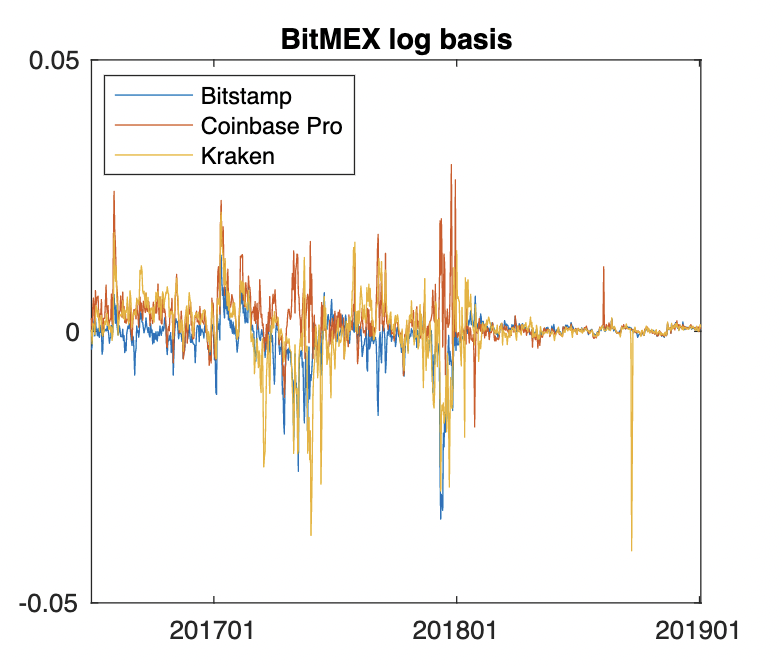 BitMEX log basis
0.05
Bitstamp
Coinbase Pro
Kraken
0
-0.05
201701 201801 201901